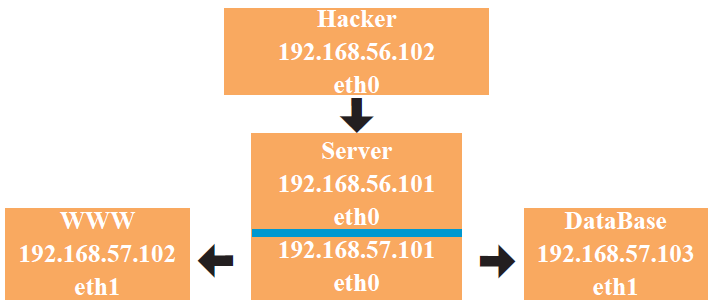 Hacker
192.168.56.102
eth0
Server
192.168.56.101
eth0
192.168.57.101
eth0
WWW
192.168.57.102
eth1
DataBase
192.168.57.103
eth1